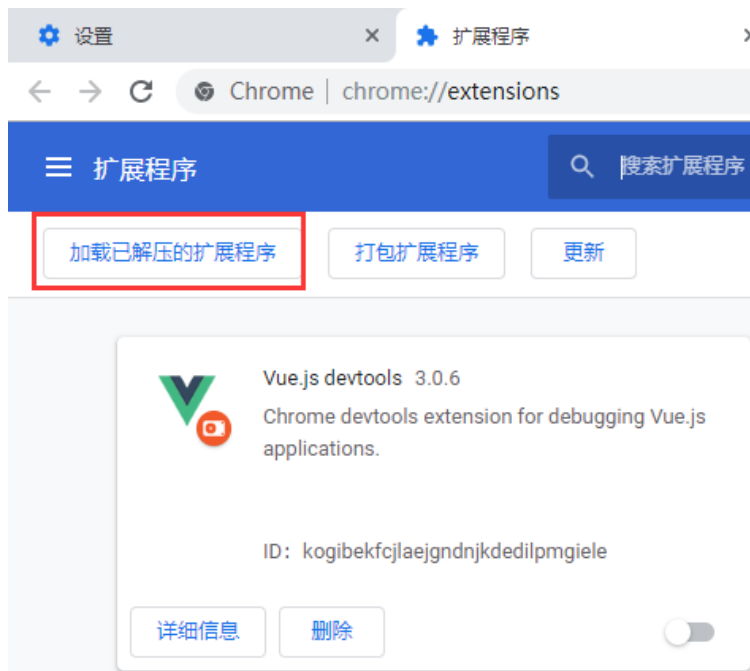 设置
扩展程序
Chrome | chrome://extensions
扩展程序
搜索扩展程序
加载已解压的扩展程序
打包扩展程序
更新
Vue.js devtools 3.0.6
Chrome devtools extension for debugging Vue.js
applications.
ID：kogibekfcjlaejgndnjkdedilpmgiele
详细信息
删除